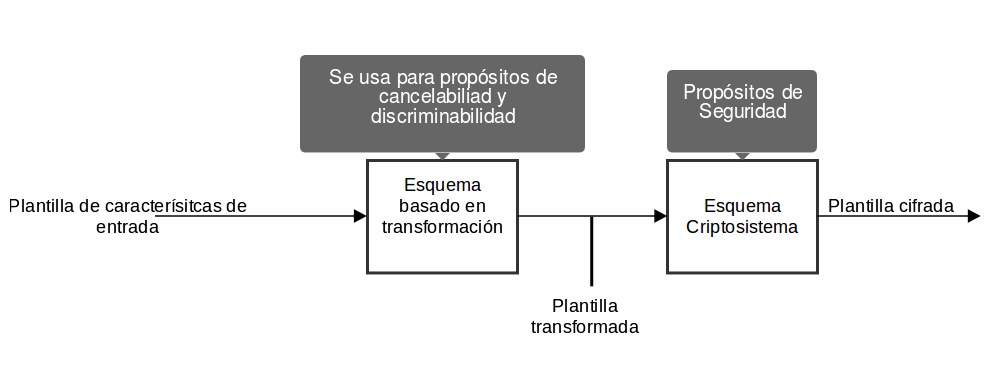 Se usa para propósitos de
cancelabiliad y
discriminabilidad
Propósitos de
Seguridad
Plantilla de caracterísitcas de
entrada
Esquema
basado en
transformación
Esquema
Criptosistema
Plantilla cifrada
Plantilla
transformada